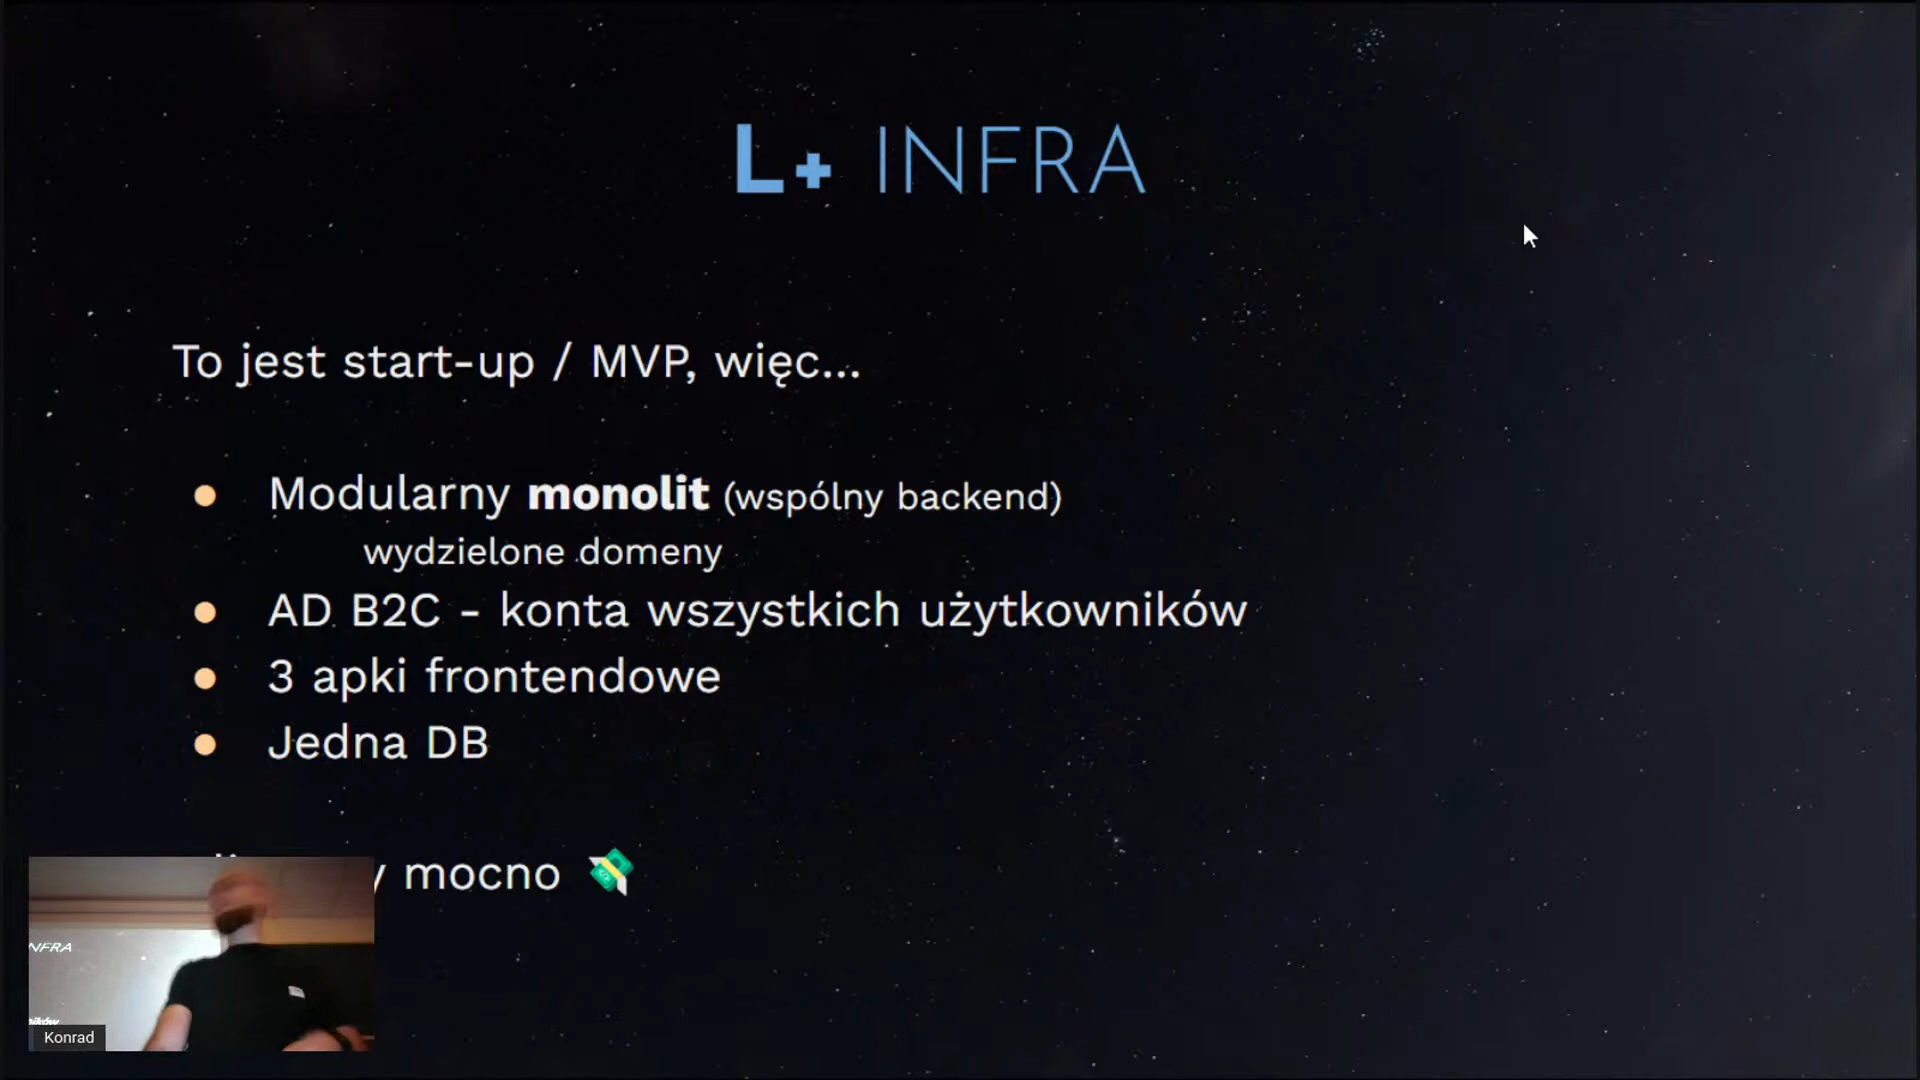 L+ INFRA
To jest start-up / MVP, więc...
● Modularny monolit (wspólny backend)
wydzielone domeny
● AD B2C - konta wszystkich użytkowników
● 3 apki frontendowe
● Jedna DB
mocno 💸
NFRA
Konrad